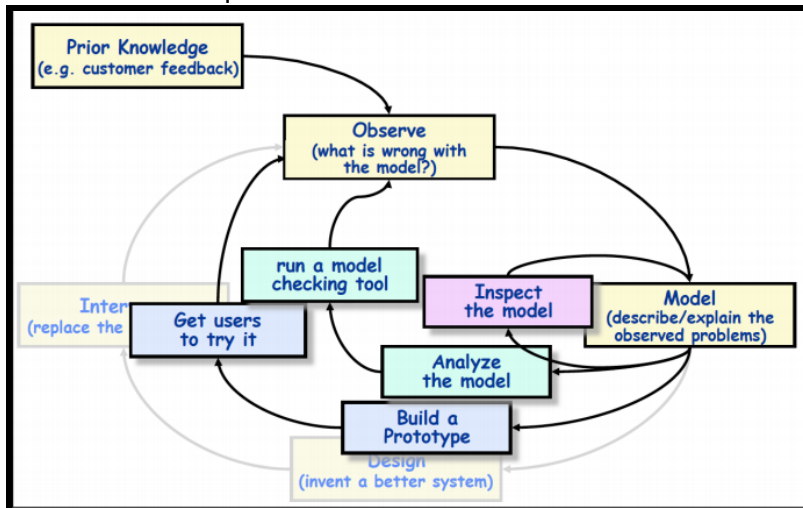 Prior Knowledge
(e.g. customer feedback)
Observe
(what is wrong with
the model?)
run a model
checking tool
Inspect
the model
Model
(describe/explain the
observed problems)
Inter
(replace the
Get users
to try it
Analyze
the model
Build a
Prototype
Design
(invent a better system)